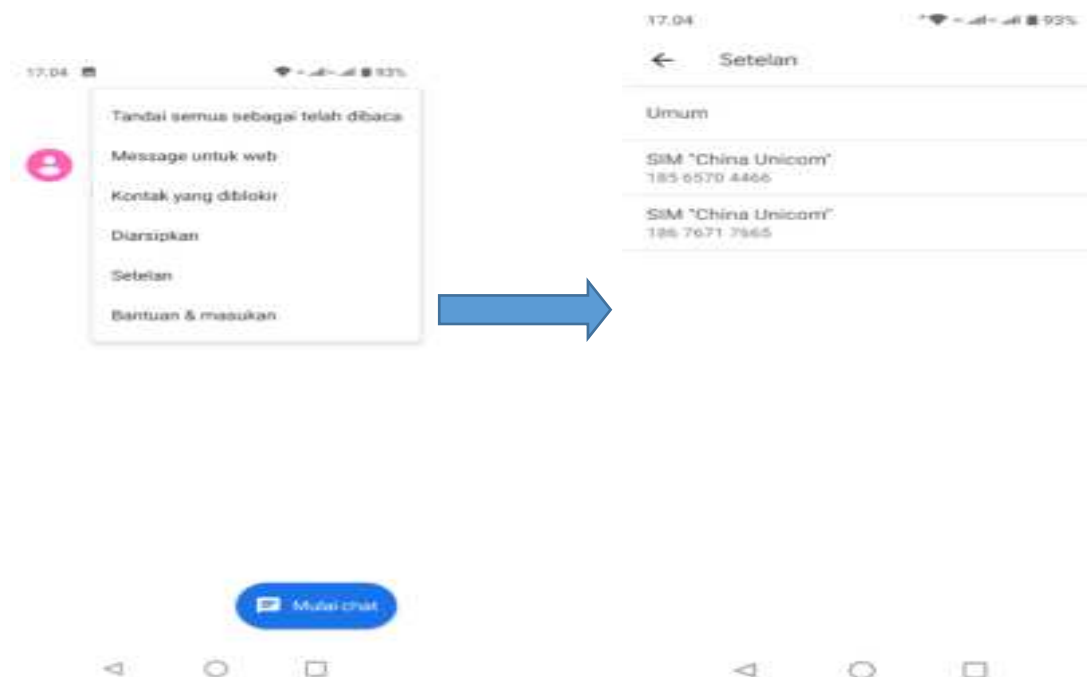 17.04
93%
Tandai semua sebagai telah dibaca
Message untuk web
Kontak yang diblokir
Diarsipkan
Setelan
Bantuan & masukan
Mulai chat
17.04
93%
Setelan
Umum
SIM "China Unicom"
185 6570 4466
SIM "China Unicom"
186 7671 7665